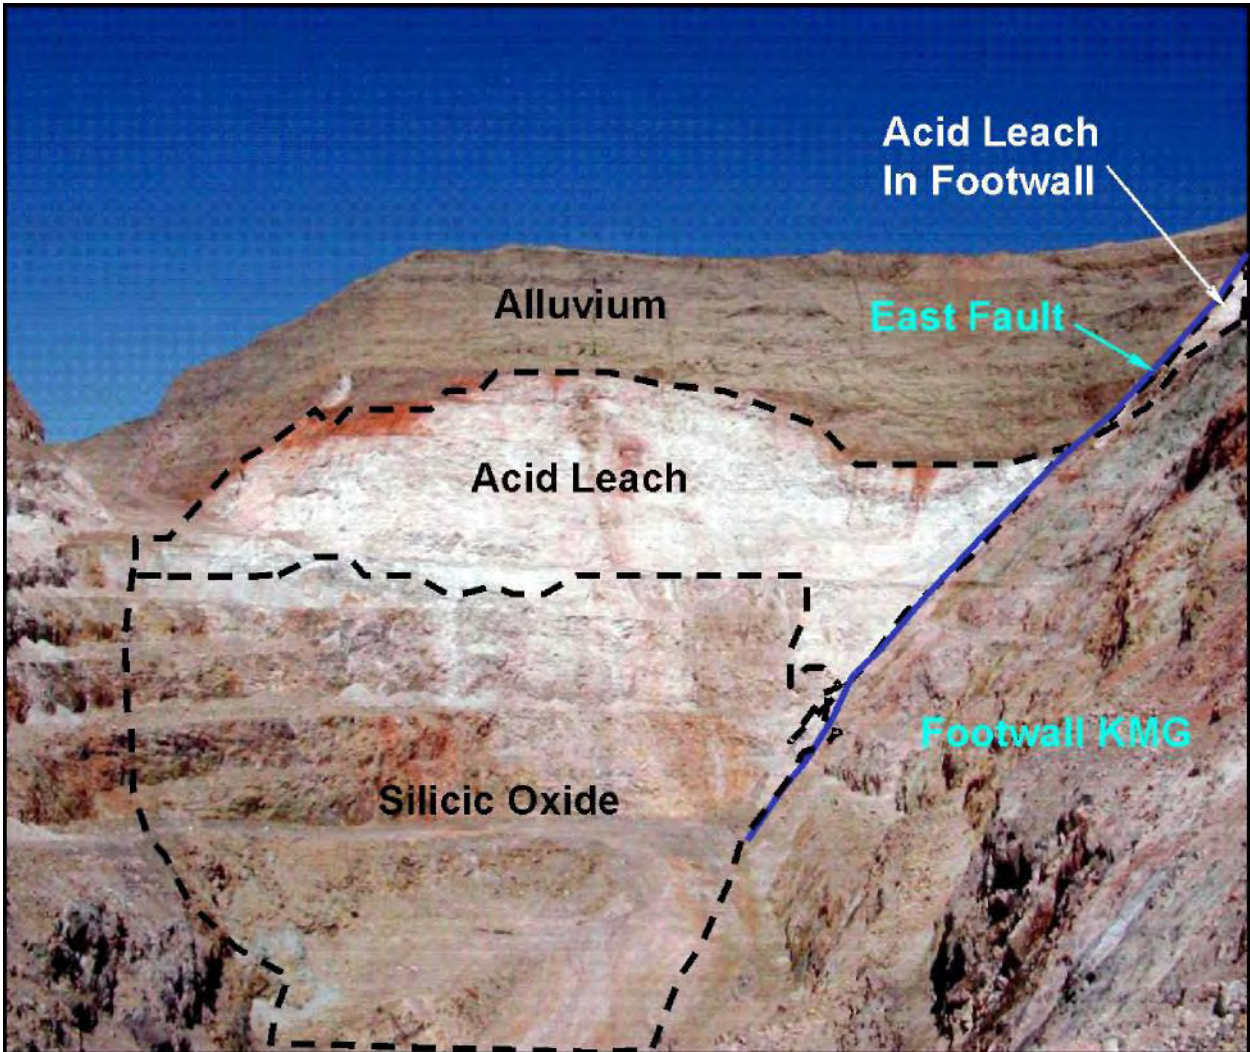 Acid Leach
In Footwall
Alluvium
East Fault
Acid Leach
Footwall KMG
Silicic Oxide